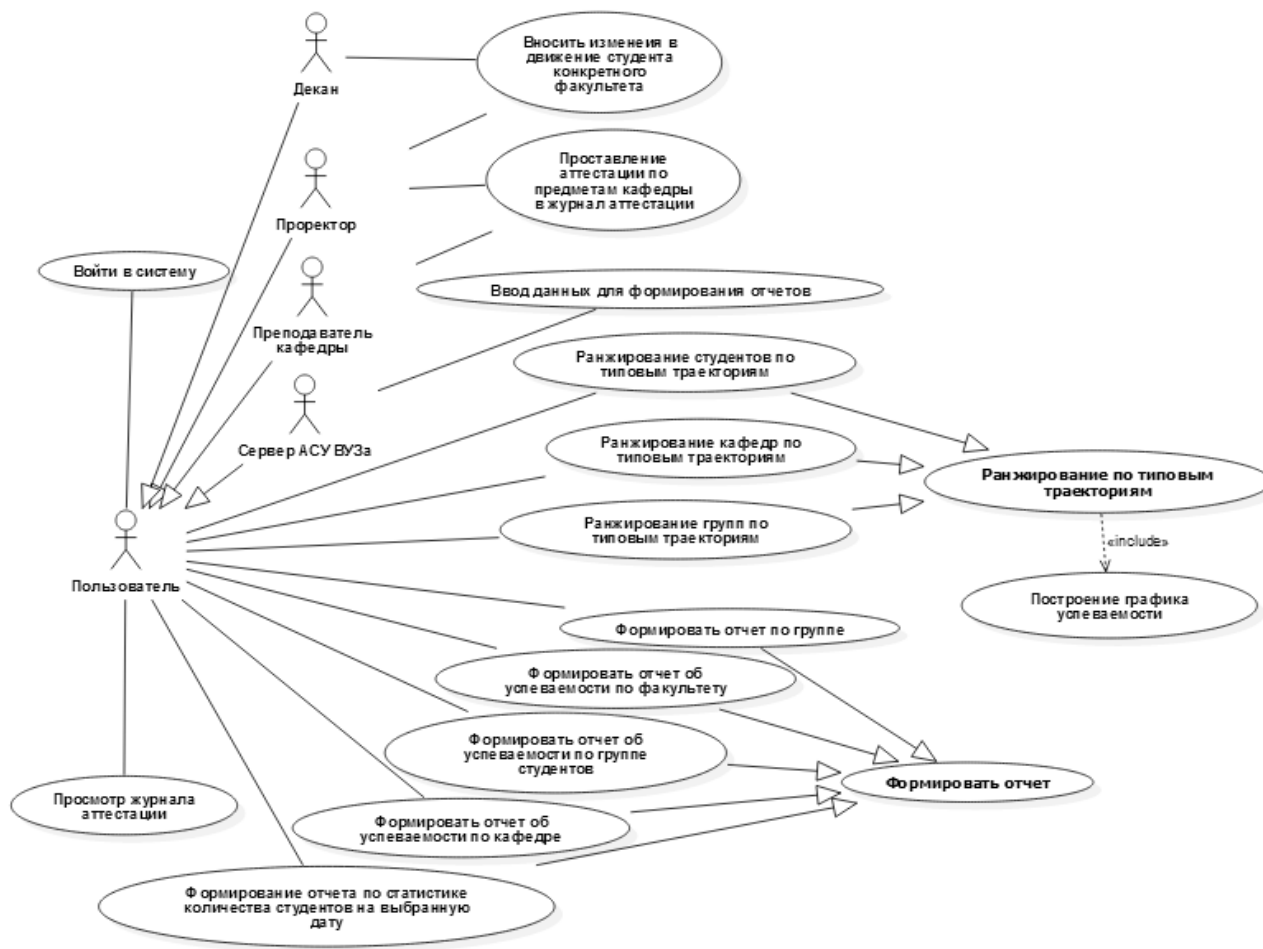 Вносить изменеия в
движение студента
конкретного
факультета
Декан
Проставление
аттестации по
предметам кафедры
в журнал аттестации
Проректор
Войти в систему
Ввод данных для формирования отчетов
Преподаватель
кафедры
Ранжирование студентов по
типовым траекториям
Сервер АСУ ВУЗа
Ранжирование кафедр по
типовым траекториям
Ранжирование по типовым
траекториям
Ранжирование групп по
типовым траекториям
«include»
Пользователь
Построение графика
успеваемости
Формировать отчет по группе
Формировать отчет об
успеваемости по факультету
Формировать отчет об
успеваемости по группе
студентов
Формировать отчет
Просмотр журнала
аттестации
Формировать отчет об
успеваемости по кафедре
Формирование отчета по статистике
количества студентов на выбранную
дату